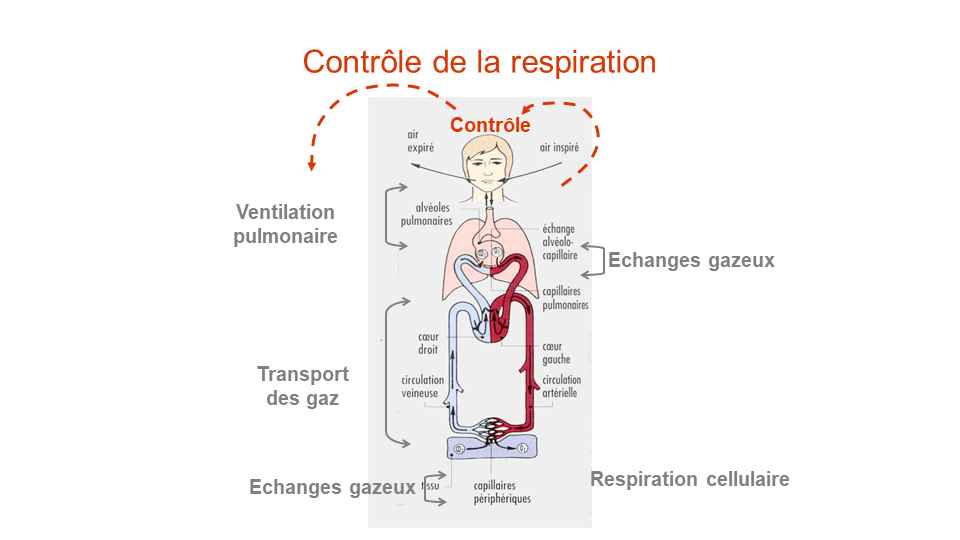 Contrôle de la respiration
Contrôle
air
expiré
air inspiré
Ventilation
pulmonaire
alvéoles
pulmonaires
échange
alvéolo-
capillaire
Echanges gazeux
capillaires
pulmonaires
cœur
droit
cœur
gauche
Transport
des gaz
circulation
veineuse
circulation
artérielle
Echanges gazeux
tissu
capillaires
périphériques
Respiration cellulaire